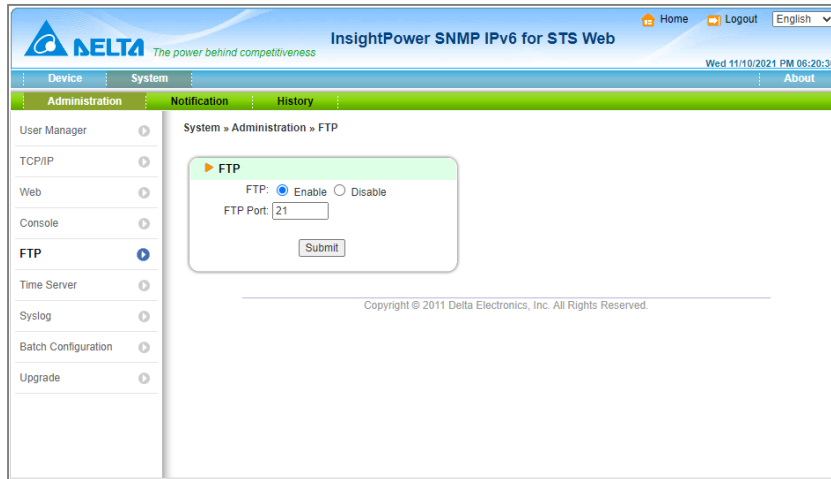 Home Logout English
DELTA The power behind competitiveness
InsightPower SNMP IPv6 for STS Web
Wed 11/10/2021 PM 06:20:3
Device System About
Administration Notification History
User Manager
TCP/IP
Web
Console
FTP
Time Server
Syslog
Batch Configuration
Upgrade
System » Administration » FTP
FTP
FTP: Enable Disable
FTP Port: 21
Submit
Copyright © 2011 Delta Electronics, Inc. All Rights Reserved.